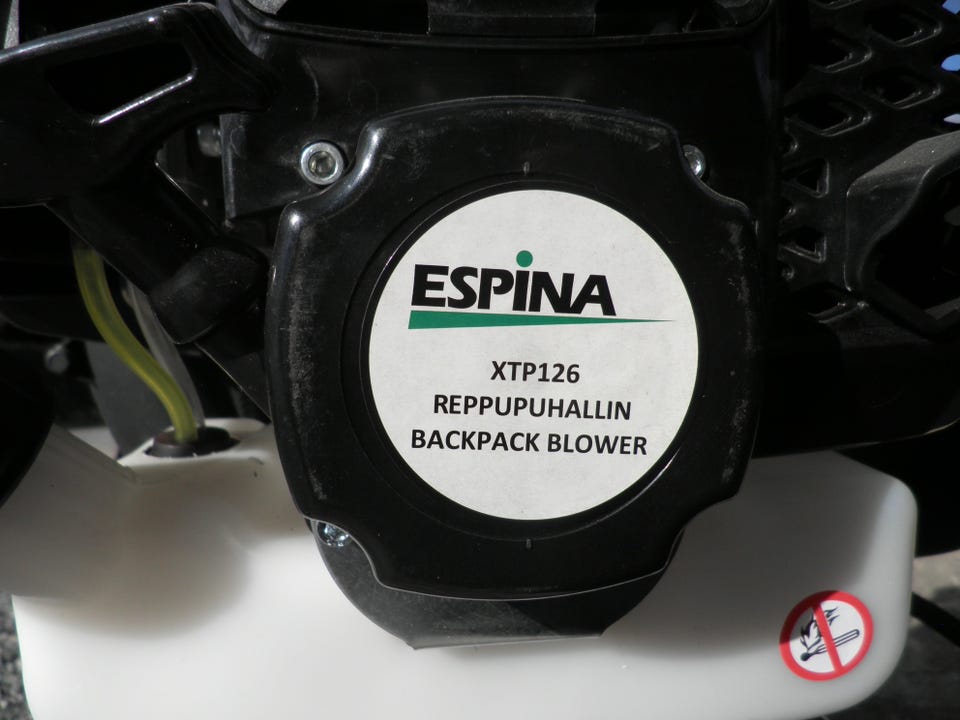 ESPINA
XTP126
REPPUPUHALLIN
BACKPACK BLOWER